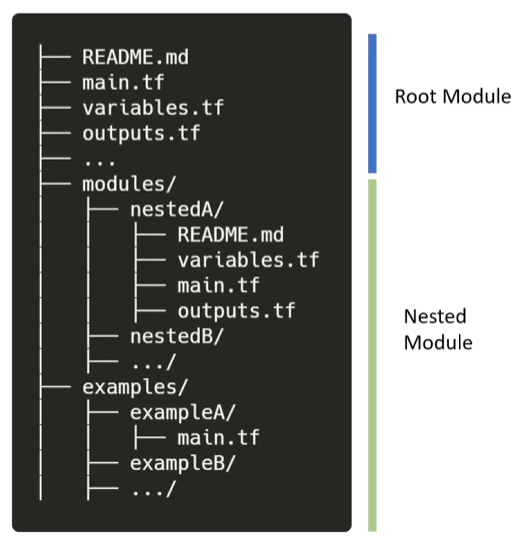 ├── README.md
├── main.tf
├── variables.tf
├── outputs.tf
├── ...
├── modules/
│   ├── nestedA/
│   │   ├── README.md
│   │   ├── variables.tf
│   │   ├── main.tf
│   │   ├── outputs.tf
│   ├── nestedB/
│   ├── .../
├── examples/
│   ├── exampleA/
│   │   ├── main.tf
│   ├── exampleB/
│   ├── .../
Root Module
Nested
Module